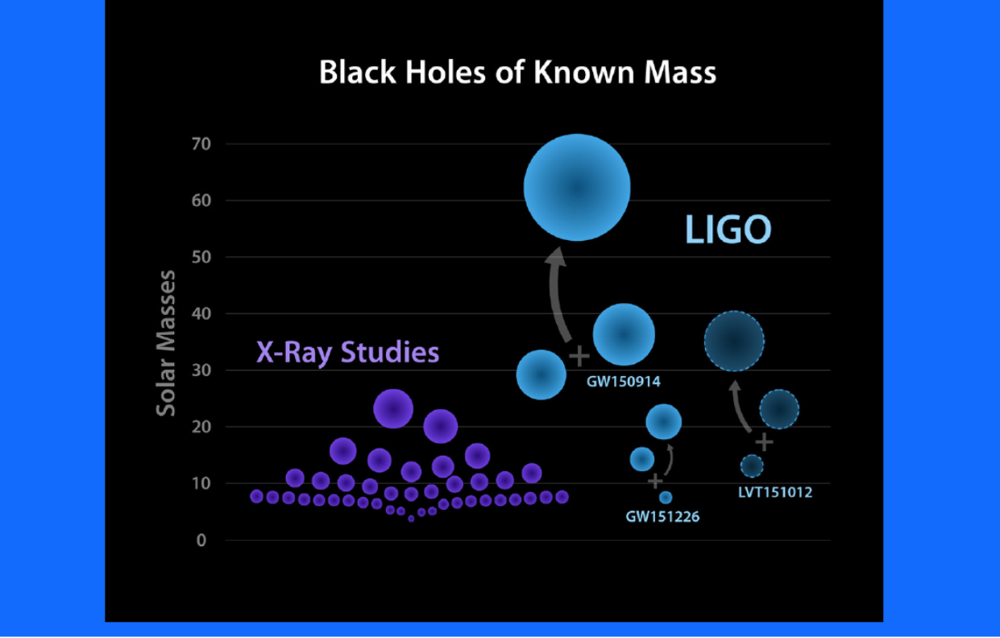 Black Holes of Known Mass
70
60
LIGO
50
Solar Masses
40
X-Ray Studies
30
GW150914
20
10
LVT151012
GW151226
0